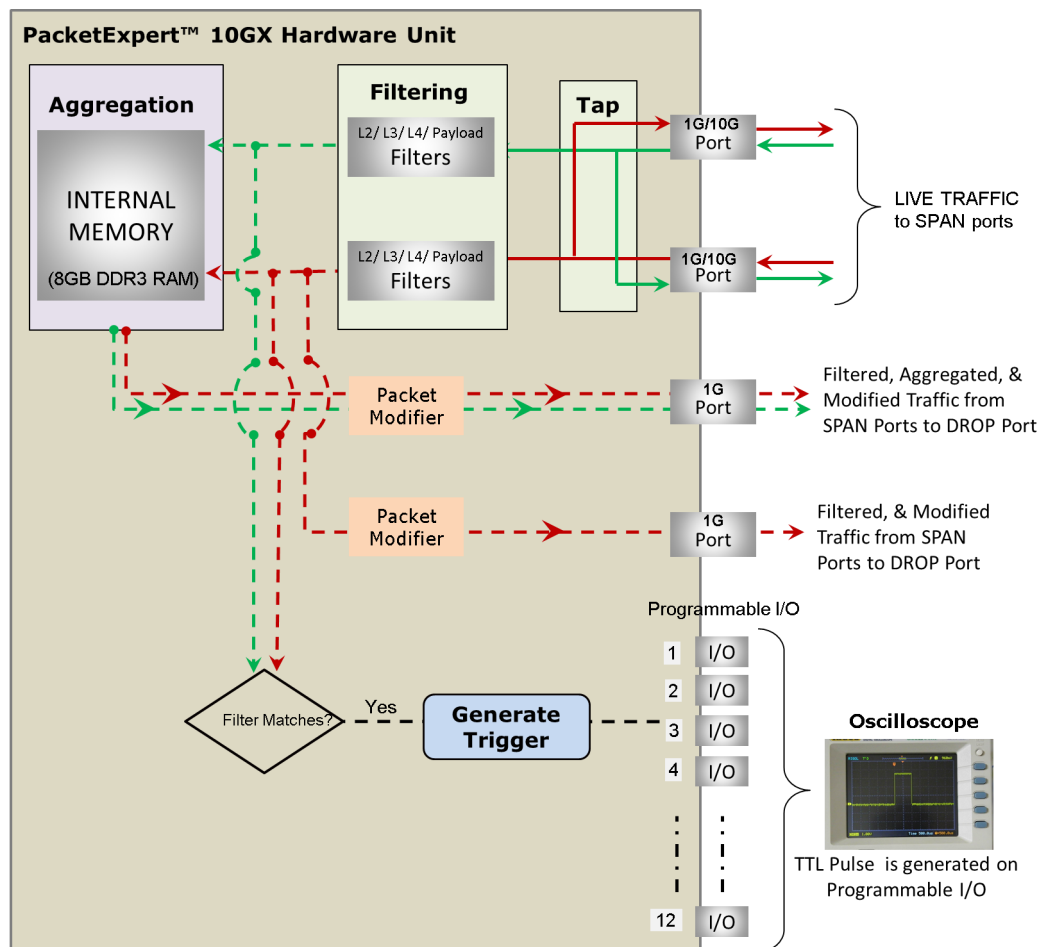 PacketExpert™ 10GX Hardware Unit
Aggregation
INTERNAL
MEMORY
(8GB DDR3 RAM)
Filtering
L2/ L3/ L4/ Payload
Filters
L2/ L3/ L4/ Payload
Filters
Tap
1G/10G
Port
1G/10G
Port
LIVE TRAFFIC
to SPAN ports
Packet
Modifier
1G
Port
Filtered, Aggregated, &
Modified Traffic from
SPAN Ports to DROP Port
Packet
Modifier
1G
Port
Filtered, & Modified
Traffic from SPAN
Ports to DROP Port
Programmable I/O
1 I/O
2 I/O
3 I/O
4 I/O
12 I/O
Filter Matches?
Yes
Generate
Trigger
Oscilloscope
TTL Pulse is generated on
Programmable I/O